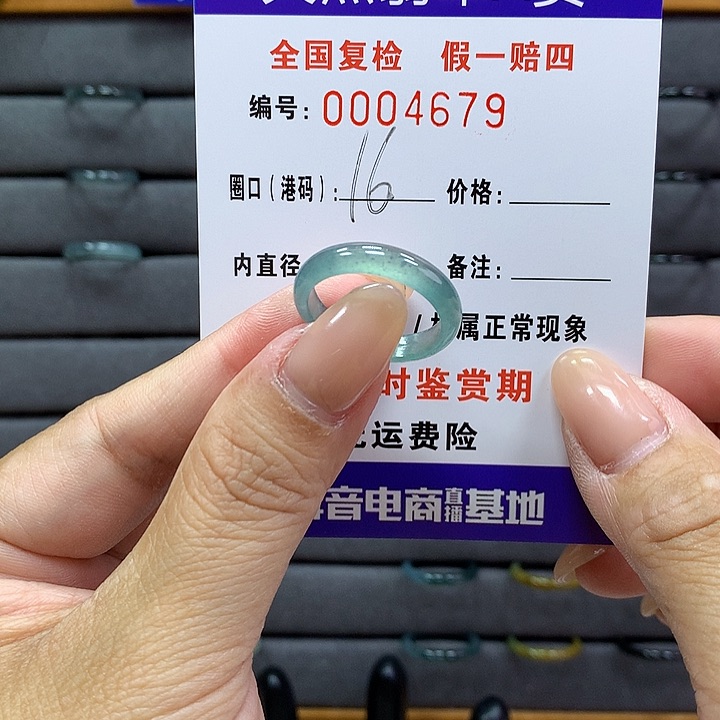 全国复检 假一赔四
编号: 0004679
圈口(港码): 16 价格:
内直径 备注:
属正常现象
时鉴赏期
运费险
音电商直播基地